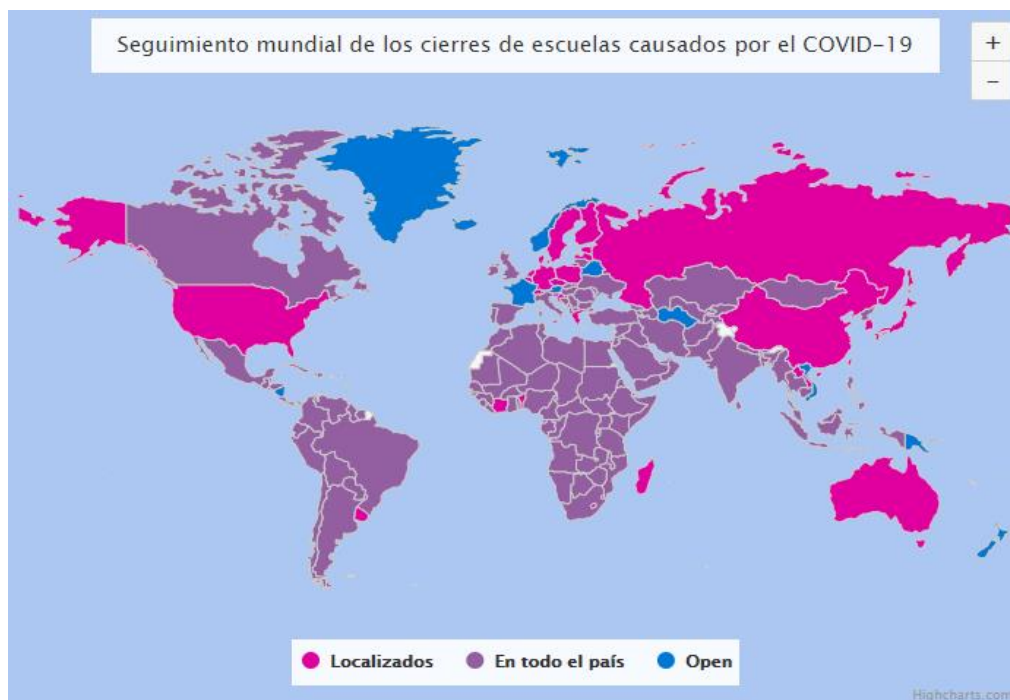 Seguimiento mundial de los cierres de escuelas causados por el COVID-19
+
−
Localizados
En todo el país
Open
Highcharts.com